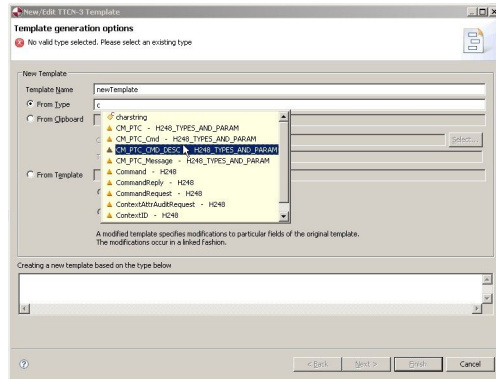 New/Edit TTCN-3 Template
Template generation options
No valid type selected. Please select an existing type
New Template
Template Name newTemplate
From Type c
From Clipboard
charstring
CM_PTC - H248_TYPES_AND_PARAM
CM_PTC_Cmd - H248_TYPES_AND_PARAM
CM_PTC_CMD_DESC - H248_TYPES_AND_PARAM
CM_PTC_Message - H248_TYPES_AND_PARAM
Command - H248
CommandReply - H248
CommandRequest - H248
ContextAttrAuditRequest - H248
ContextID - H248
Select...
From Template
A modified template specifies modifications to particular fields of the original template.
The modifications occur in a linked fashion.
Creating a new template based on the type below
< Back Next > Finish Cancel